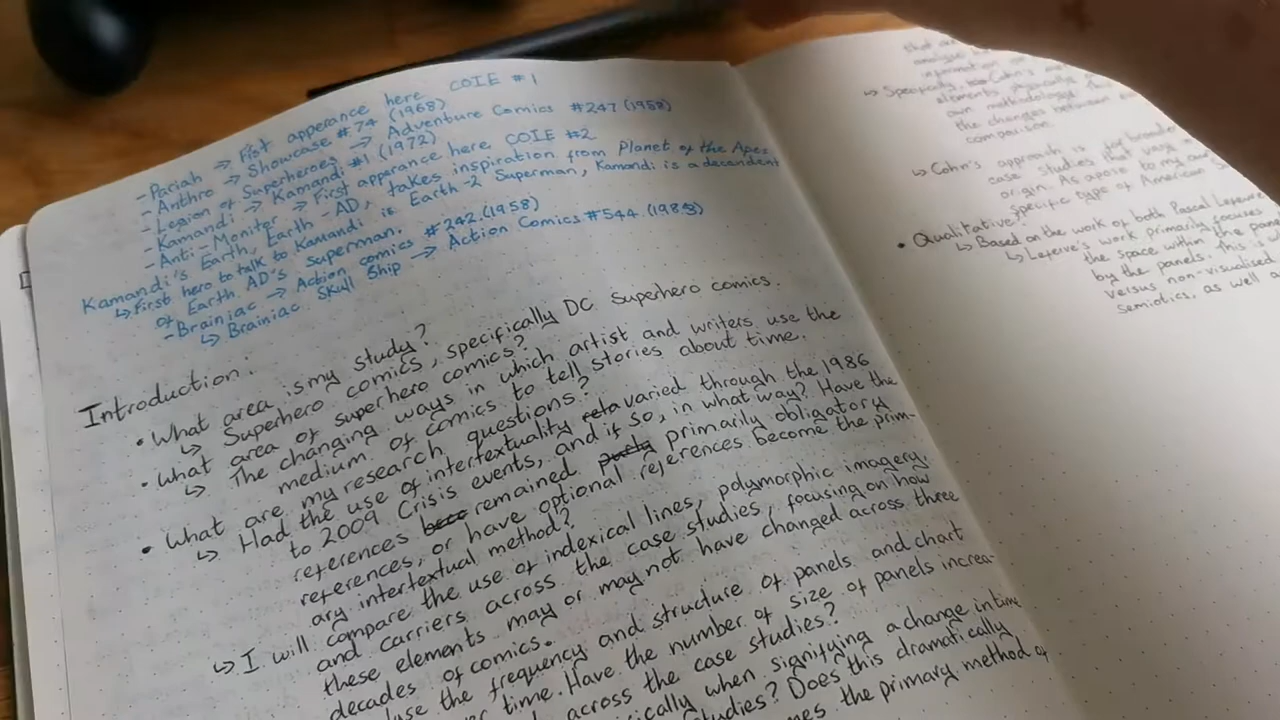 -Pariah → Fist apperance here COIE #1
-Anthro → Showcase #74 (1968)
-Legion of Superheroes → Adventure Comics #247 (1958)
-Kamandi → Kamandi #1 (1972)
-Anti-Monitor → First apperance here COIE #2
Kamandi's Earth, Earth-AD, takes inspiration from Planet of the Apes
↳ First hero to talk to Kamandi is Earth-2 Superman, Kamandi is a decendent
of Earth AD's Superman.
-Brainiac → Action comics #242 (1958)
↳ Brainiac Skull Ship → Action Comics #544 (1983)
Introduction:
• What area is my study?
↳ Superhero comics, specifically DC Superhero comics.
• What area of superhero comics?
↳ The changing ways in which artist and writers use the
medium of comics to tell stories about time.
• What are my research questions?
↳ Had the use of intertextuality varied through the 1986
to 2009 Crisis events, and if so, in what way? Have the
references remained primarily obligatory
references, or have optional references become the prim-
ary intertextual method?
↳ I will compare the use of indexical lines, polymorphic imagery
and carriers across the case studies, focusing on how
these elements may or may not have changed across three
decades of comics.
use the frequency and structure of panels and chart
time. Have the number of size of panels increa-
across the case studies?
when signifying a change in time
studies? Does this dramatically
the primary method of
↳ Specifically, Cohn's
elements
own
the changes
comparison.
↳ Cohn's approach is for broader
case studies that vary in
origin. As apose to my own
specific type of American
• Qualitative:
↳ Based on the work of both Pascal Lefevre
↳ Lefevre's work primarily focuses
the space within the panel
by the panels. This is
versus non-visualised
semiotics, as well